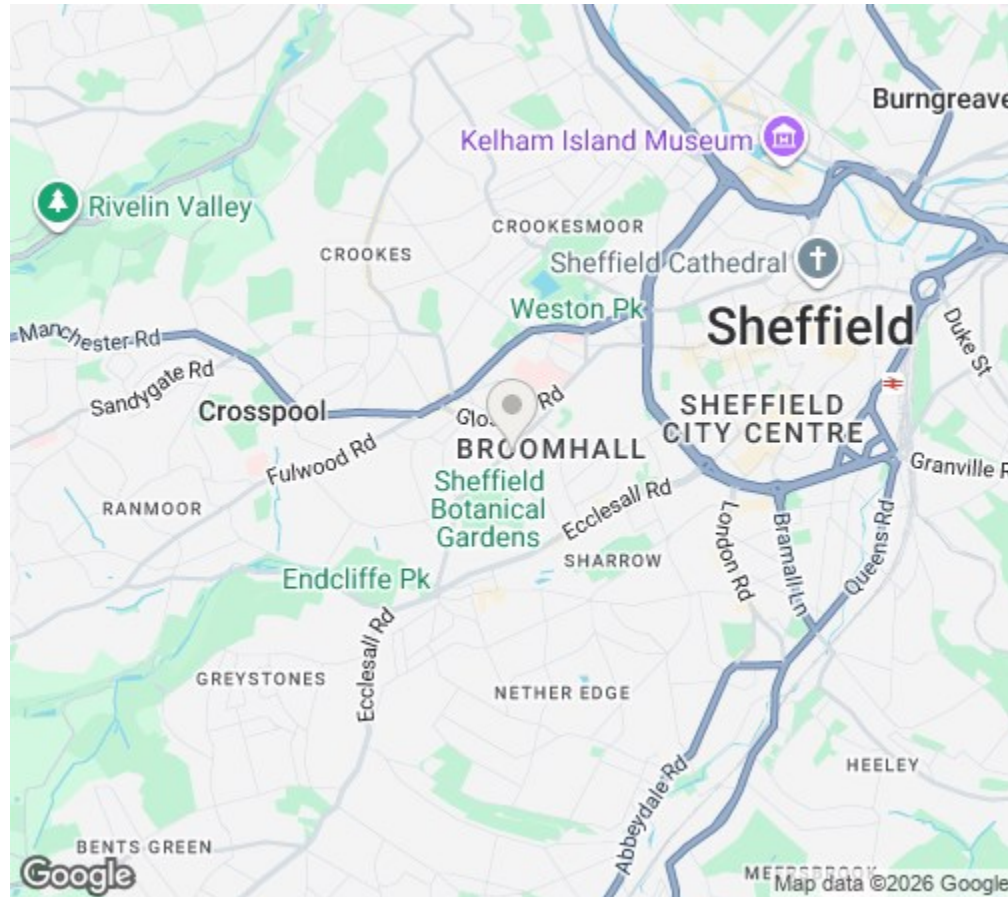 Burngreave
Kelham Island Museum
Rivelin Valley
CROOKESMOOR
CROOKES
Sheffield Cathedral
Weston Pk
Sheffield
Manchester Rd
Duke St
Sandygate Rd
Crosspool
Glos
Rd
SHEFFIELD
CITY CENTRE
BROOMHALL
Fulwood Rd
Granville R
Sheffield
Botanical
Gardens
RANMOOR
Ecclesall Rd
London Rd
Bramall Ln
Queens Rd
SHARROW
Endcliffe Pk
Ecclesall Rd
GREYSTONES
NETHER EDGE
HEELEY
Abbeydale Rd
BENTS GREEN
MEERSBROOK
Google
Map data ©2026 Google